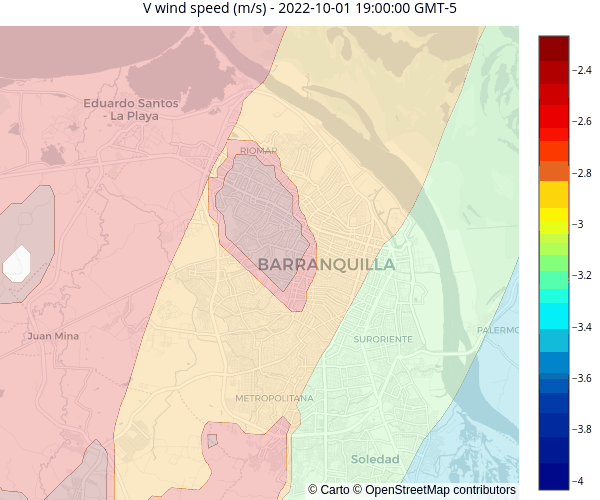 V wind speed (m/s) - 2022-10-01 19:00:00 GMT-5
Eduardo Santos
- La Playa
RIOMAR
BARRANQUILLA
Juan Mina
SURORIENTE
PALERMO
METROPOLITANA
Soledad
© Carto © OpenStreetMap contributors
−2.4
−2.6
−2.8
−3
−3.2
−3.4
−3.6
−3.8
−4